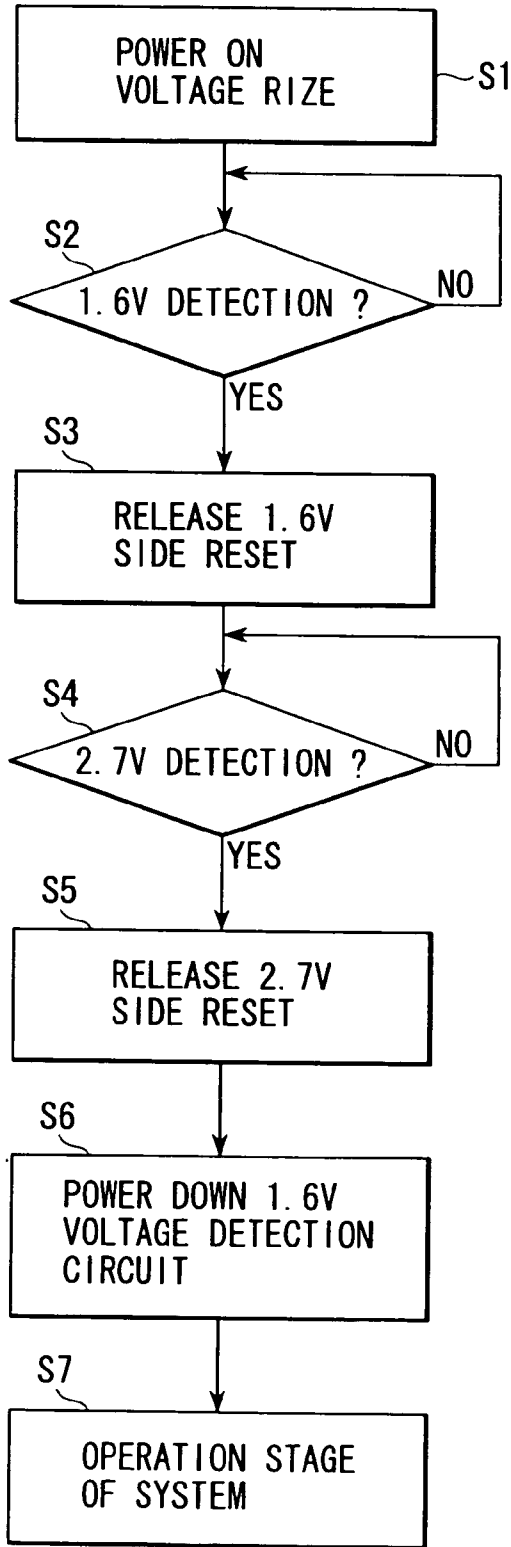 POWER ON
VOLTAGE RIZE
S1
S2
1.6V DETECTION ?
NO
YES
S3
RELEASE 1.6V
SIDE RESET
S4
2.7V DETECTION ?
NO
YES
S5
RELEASE 2.7V
SIDE RESET
S6
POWER DOWN 1.6V
VOLTAGE DETECTION
CIRCUIT
S7
OPERATION STAGE
OF SYSTEM